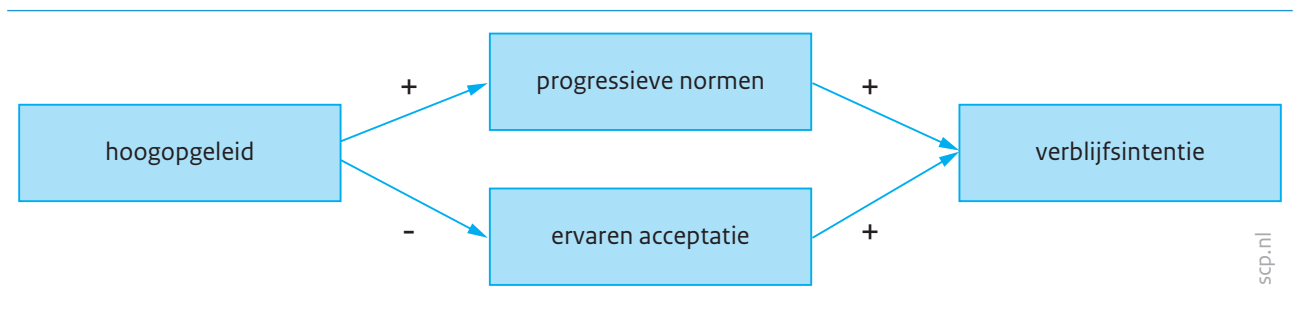 progressieve normen
+
+
hoogopgeleid
verblijfsintentie
-
ervaren acceptatie
+
scp.nl